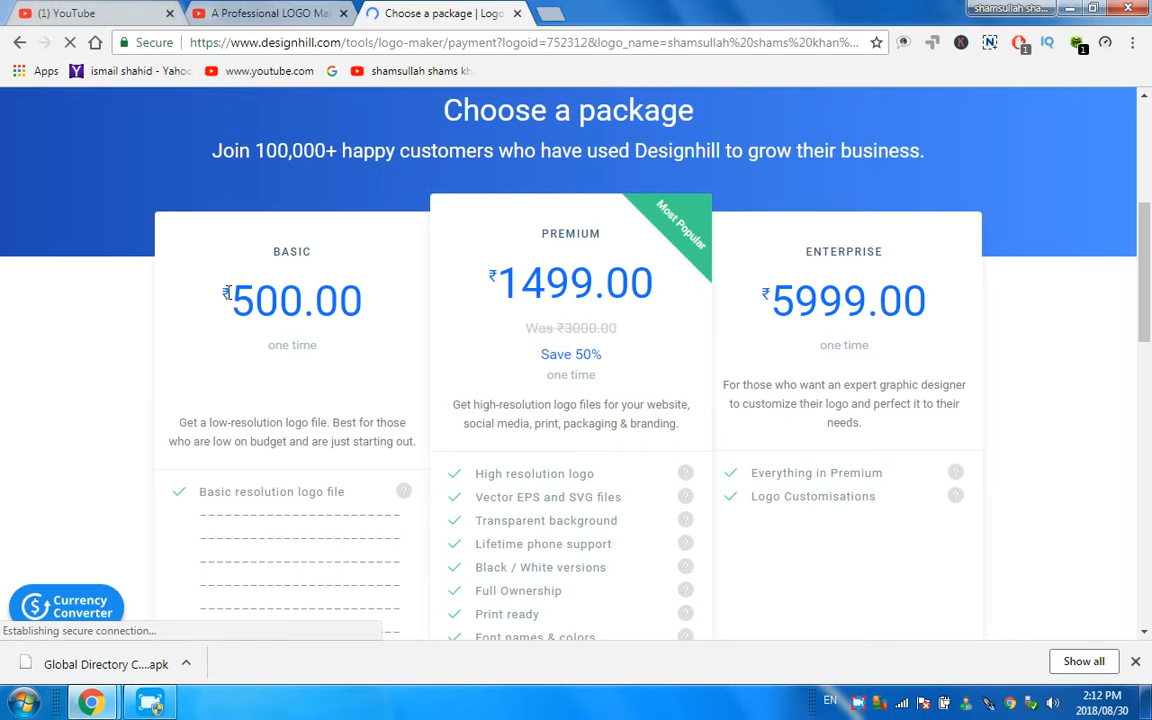 shamsullah sha...
(1) YouTube
A Professional LOGO Ma
Choose a package | Logo
Secure
https://www.designhill.com/tools/logo-maker/payment?logoid=752312&logo_name=shamsullah%20shams%20khan%...
Apps
ismail shahid - Yahoo
www.youtube.com
shamsullah shams kh
Choose a package
Join 100,000+ happy customers who have used Designhill to grow their business.
Most Popular
BASIC
₹500.00
one time
Get a low-resolution logo file. Best for those
who are low on budget and are just starting out.
Basic resolution logo file
PREMIUM
₹1499.00
Was ₹3000.00
Save 50%
one time
Get high-resolution logo files for your website,
social media, print, packaging & branding.
High resolution logo
Vector EPS and SVG files
Transparent background
Lifetime phone support
Black / White versions
Full Ownership
Print ready
Font names & colors
ENTERPRISE
₹5999.00
one time
For those who want an expert graphic designer
to customize their logo and perfect it to their
needs.
Everything in Premium
Logo Customisations
Currency
Converter
Establishing secure connection...
Global Directory C....apk
Show all
EN
2:12 PM
2018/08/30